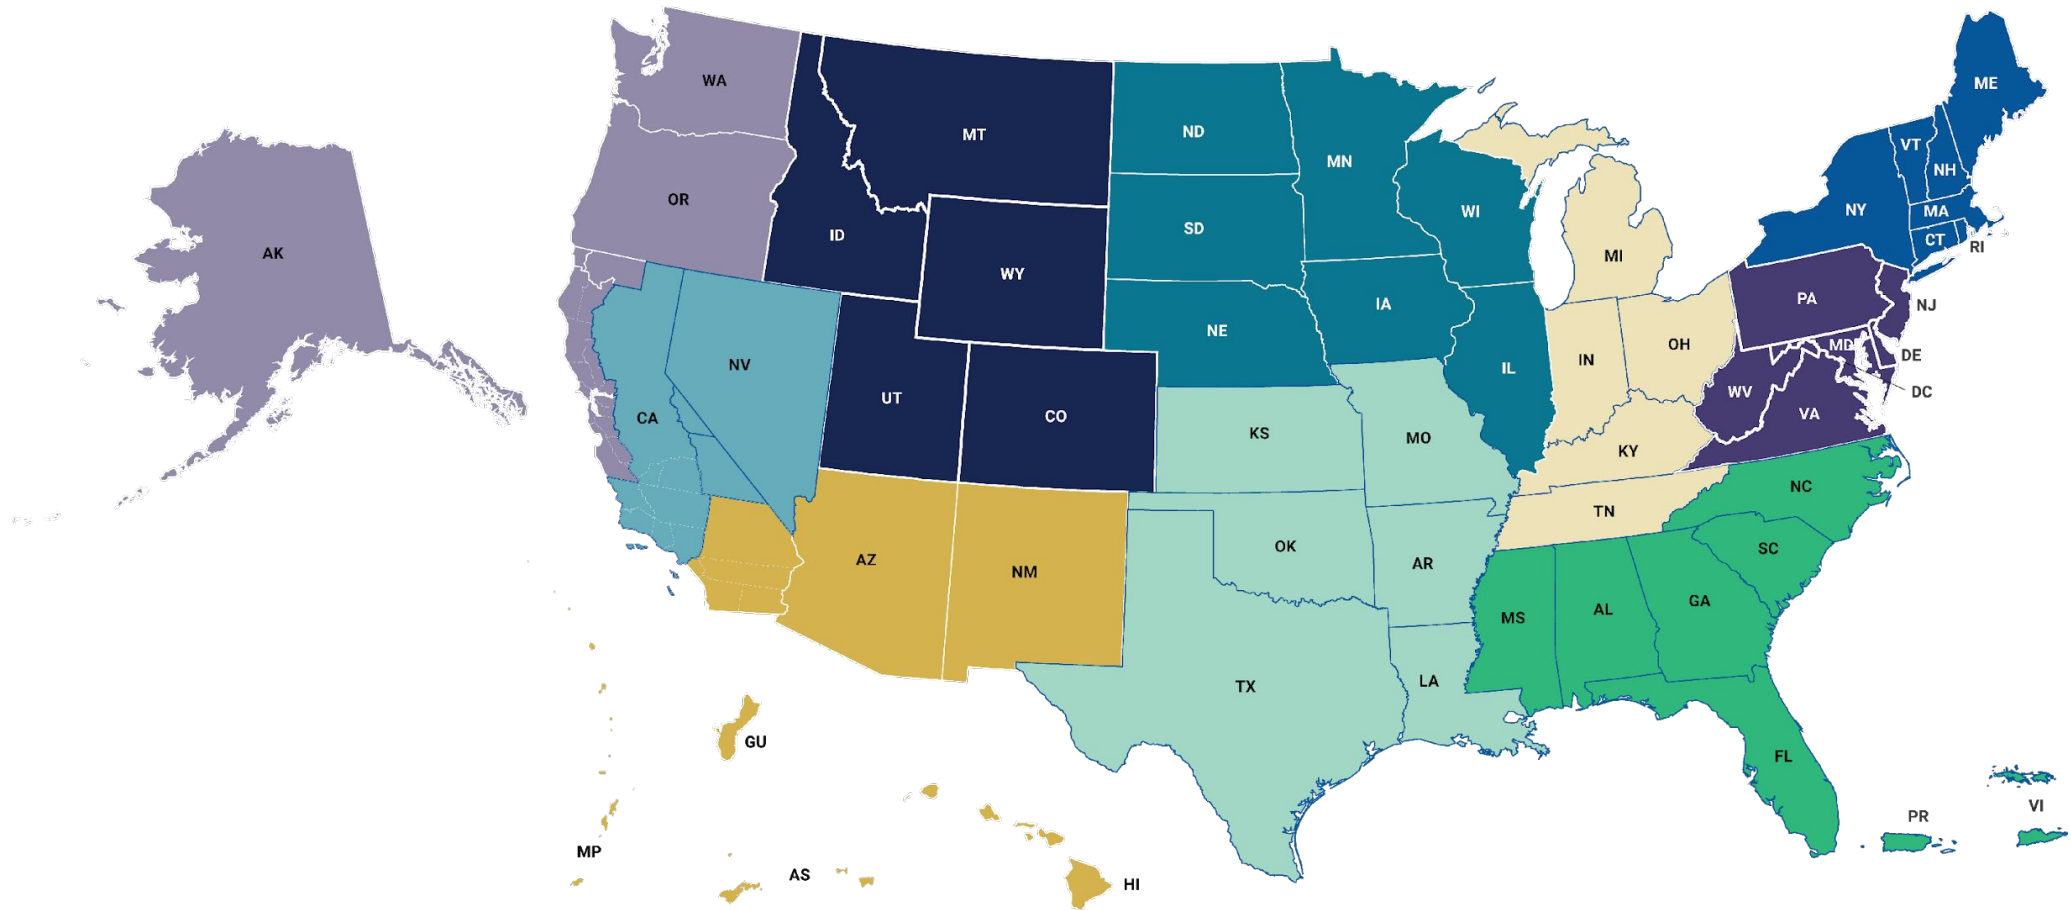 WA
MT
ND
MN
ME
VT
NH
OR
ID
SD
WI
NY
MA
CT
RI
AK
WY
MI
NE
IA
PA
NJ
NV
IN
OH
MD
DE
UT
CO
IL
WV
DC
CA
KS
MO
KY
VA
NC
TN
AZ
NM
OK
AR
SC
MS
AL
GA
TX
LA
GU
FL
VI
PR
MP
AS
HI